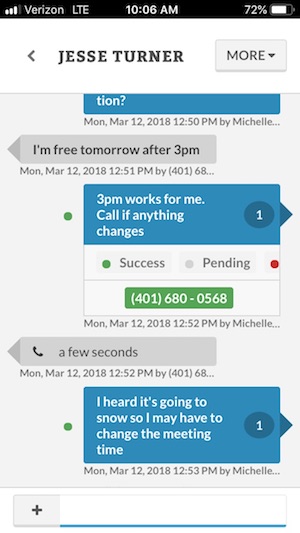 Verizon LTE 10:06 AM 72%
JESSE TURNER MORE
tion?
Mon, Mar 12, 2018 12:50 PM by Michelle...
I'm free tomorrow after 3pm
Mon, Mar 12, 2018 12:51 PM by (401) 68...
3pm works for me.
Call if anything
changes
1
Success Pending
(401) 680 - 0568
Mon, Mar 12, 2018 12:52 PM by Michelle...
a few seconds
Mon, Mar 12, 2018 12:52 PM by (401) 68...
I heard it's going to
snow so I may have to
change the meeting
time
1
Mon, Mar 12, 2018 12:53 PM by Michelle...
+